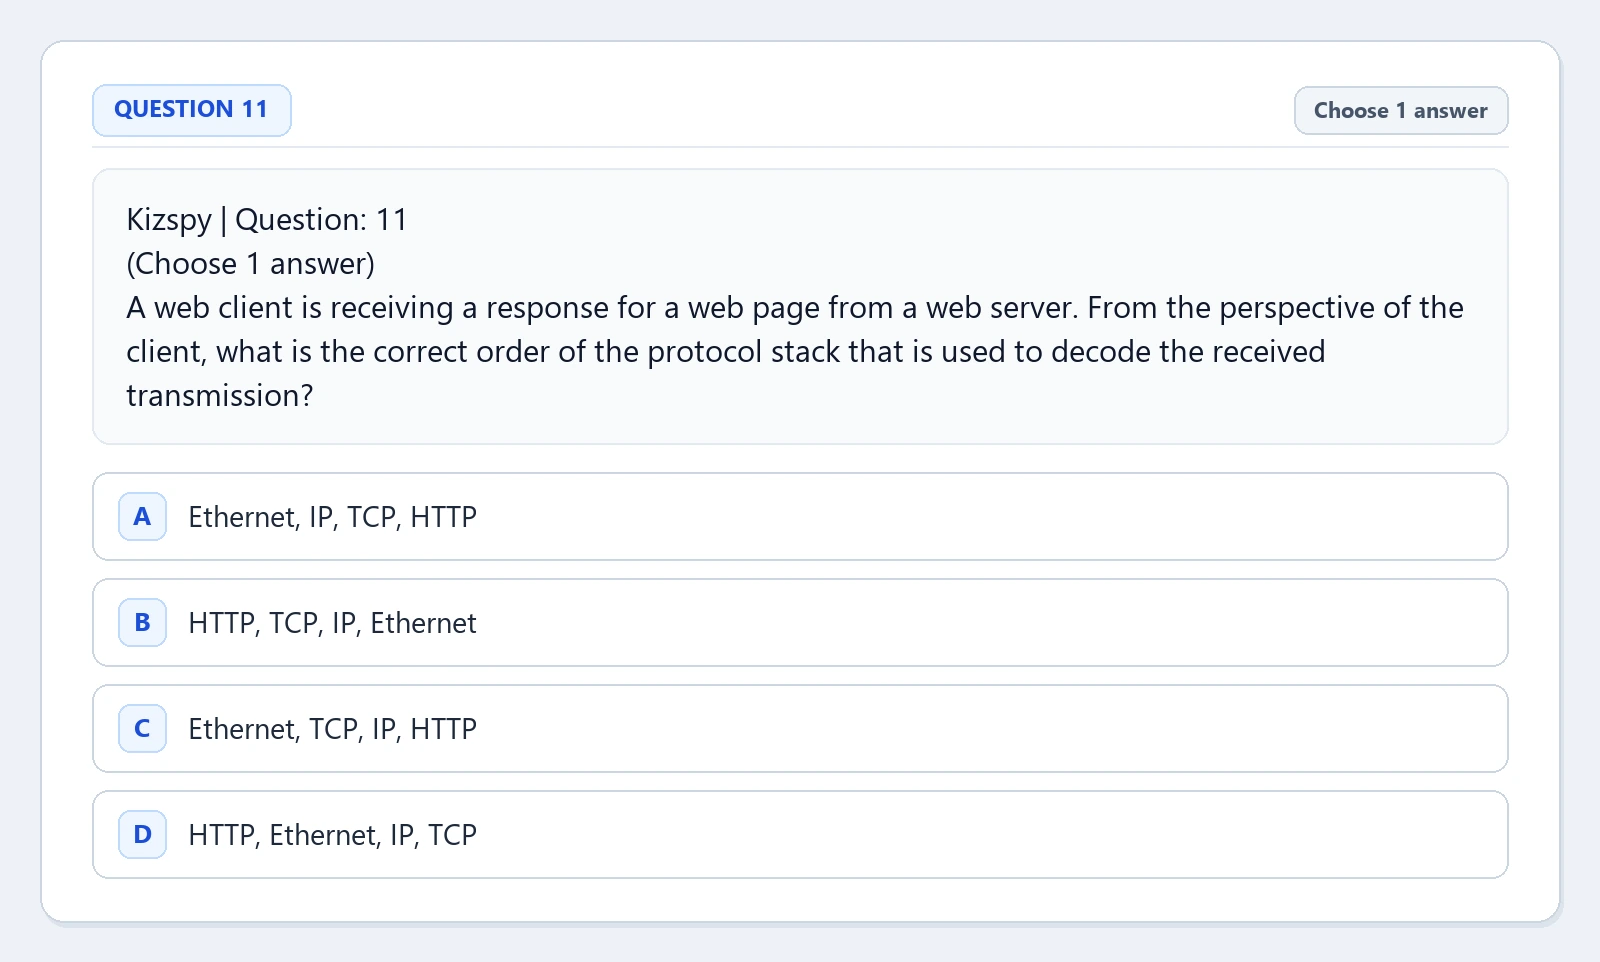 QUESTION 11
Choose 1 answer
Kizspy | Question: 11
(Choose 1 answer)
A web client is receiving a response for a web page from a web server. From the perspective of the
client, what is the correct order of the protocol stack that is used to decode the received
transmission?
A Ethernet, IP, TCP, HTTP
B HTTP, TCP, IP, Ethernet
C Ethernet, TCP, IP, HTTP
D HTTP, Ethernet, IP, TCP